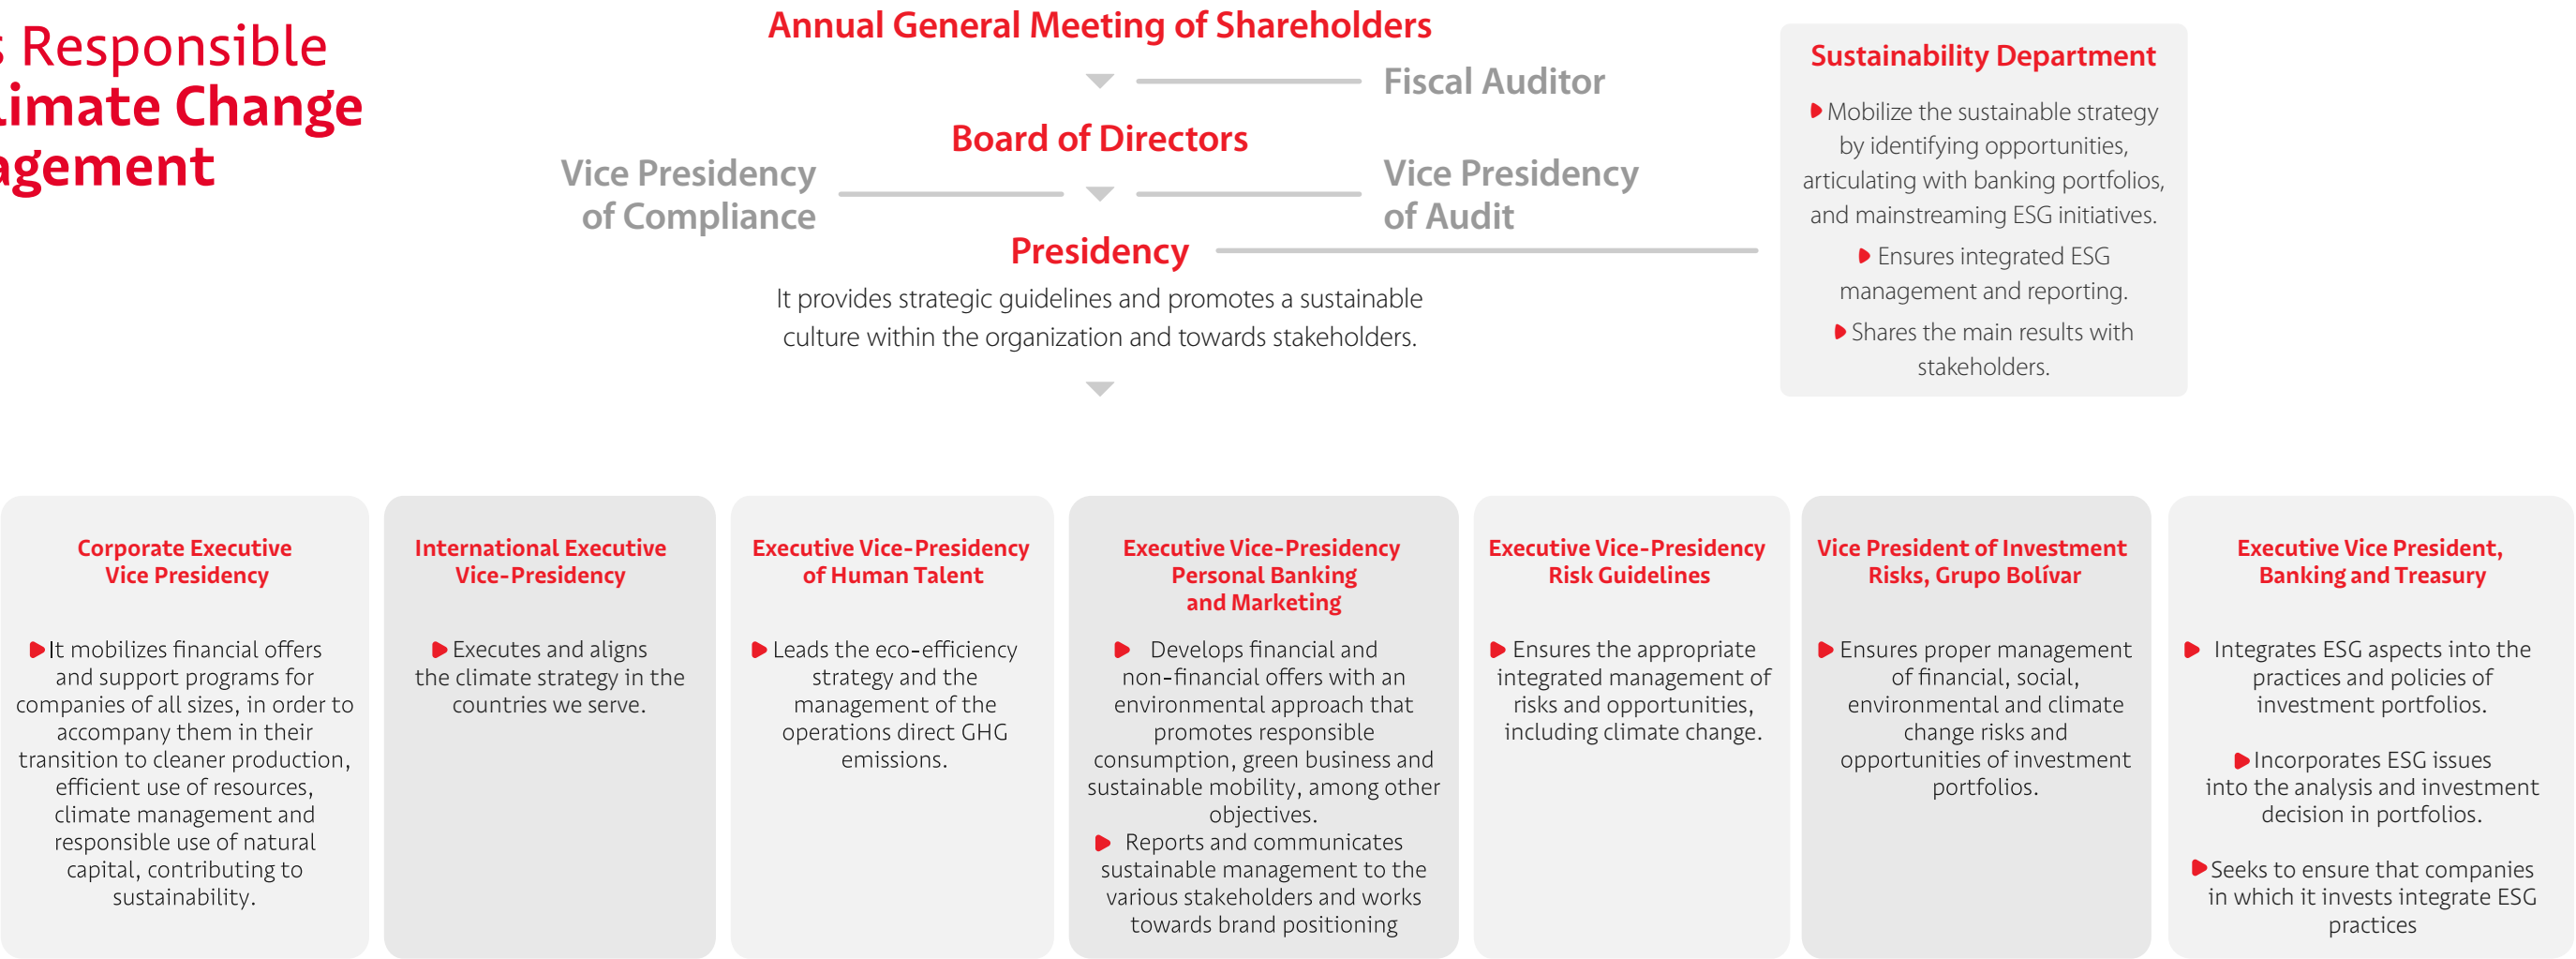 Responsible
Climate Change
agement
Annual General Meeting of Shareholders
Fiscal Auditor
Board of Directors
Vice Presidency
of Compliance
Vice Presidency
of Audit
Presidency
It provides strategic guidelines and promotes a sustainable
culture within the organization and towards stakeholders.
Sustainability Department
Mobilize the sustainable strategy
by identifying opportunities,
articulating with banking portfolios,
and mainstreaming ESG initiatives.
Ensures integrated ESG
management and reporting.
Shares the main results with
stakeholders.
Corporate Executive
Vice Presidency
It mobilizes financial offers
and support programs for
companies of all sizes, in order to
accompany them in their
transition to cleaner production,
efficient use of resources,
climate management and
responsible use of natural
capital, contributing to
sustainability.
International Executive
Vice-Presidency
Executes and aligns
the climate strategy in the
countries we serve.
Executive Vice-Presidency
of Human Talent
Leads the eco-efficiency
strategy and the
management of the
operations direct GHG
emissions.
Executive Vice-Presidency
Personal Banking
and Marketing
Develops financial and
non-financial offers with an
environmental approach that
promotes responsible
consumption, green business and
sustainable mobility, among other
objectives.
Reports and communicates
sustainable management to the
various stakeholders and works
towards brand positioning
Executive Vice-Presidency
Risk Guidelines
Ensures the appropriate
integrated management of
risks and opportunities,
including climate change.
Vice President of Investment
Risks, Grupo Bolívar
Ensures proper management
of financial, social,
environmental and climate
change risks and
opportunities of investment
portfolios.
Executive Vice President,
Banking and Treasury
Integrates ESG aspects into the
practices and policies of
investment portfolios.
Incorporates ESG issues
into the analysis and investment
decision in portfolios.
Seeks to ensure that companies
in which it invests integrate ESG
practices